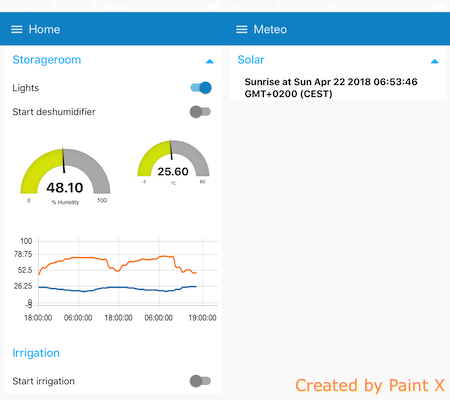 Home
Storageroom
Lights
Start deshumidifier
48.10
0
% Humidity
100
25.60
-4
°C
60
100
78.75
52.5
26.25
0
-5
18:00:00 06:00:00 18:00:00 06:00:00 19:00:00
Irrigation
Start irrigation
Meteo
Solar
Sunrise at Sun Apr 22 2018 06:53:46
GMT+0200 (CEST)
Created by Paint X